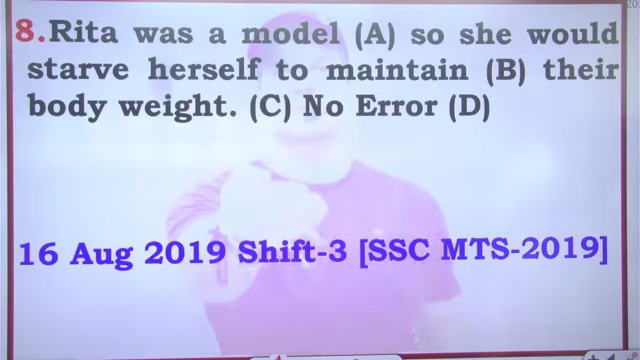 8.Rita was a model (A) so she would
starve herself to maintain (B) their
body weight. (C) No Error (D)
16 Aug 2019 Shift-3 [SSC MTS-2019]